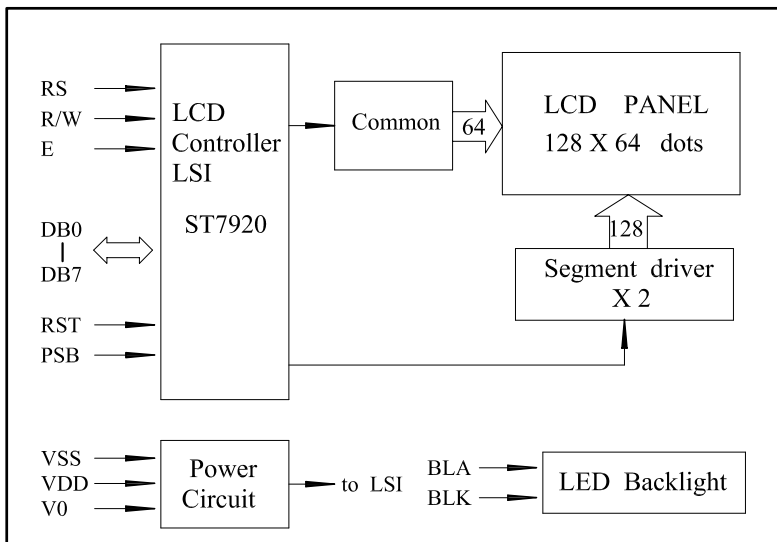 RS
R/W
E
DB0
DB7
RST
PSB
LCD
Controller
LSI
ST7920
Common
64
LCD PANEL
128 X 64 dots
128
Segment driver
X 2
VSS
VDD
V0
Power
Circuit
to LSI
BLA
BLK
LED Backlight